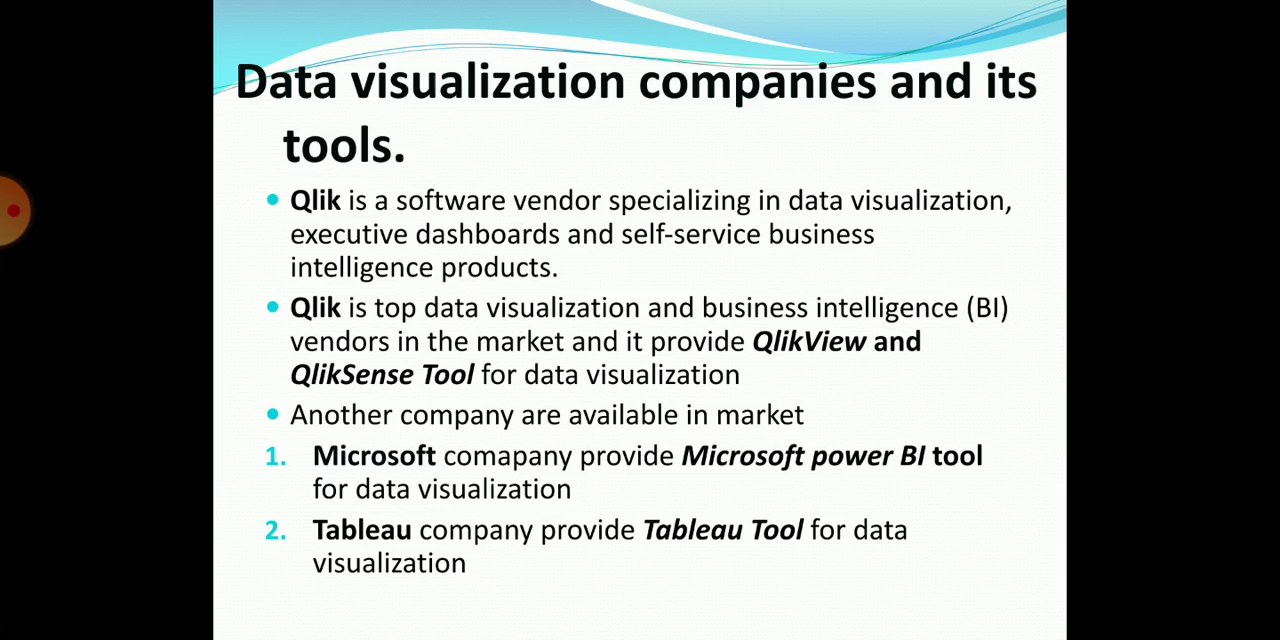 Data visualization companies and its
tools.
• Qlik is a software vendor specializing in data visualization,
executive dashboards and self-service business
intelligence products.
• Qlik is top data visualization and business intelligence (BI)
vendors in the market and it provide QlikView and
QlikSense Tool for data visualization
• Another company are available in market
1. Microsoft comapany provide Microsoft power BI tool
for data visualization
2. Tableau company provide Tableau Tool for data
visualization